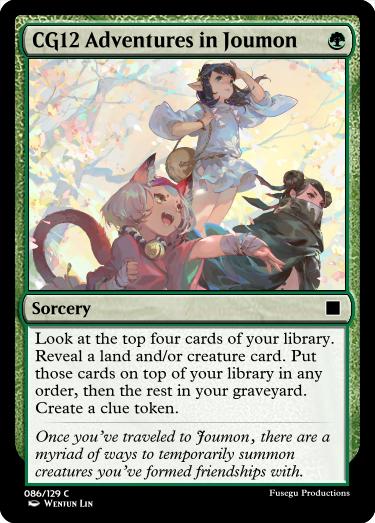 CG12 Adventures in Joumon
Sorcery
Look at the top four cards of your library.
Reveal a land and/or creature card. Put
those cards on top of your library in any
order, then the rest in your graveyard.
Create a clue token.
Once you've traveled to Joumon, there are a
myriad of ways to temporarily summon
creatures you've formed friendships with.
086/129 C
Wenjun Lin
Fusegu Productions